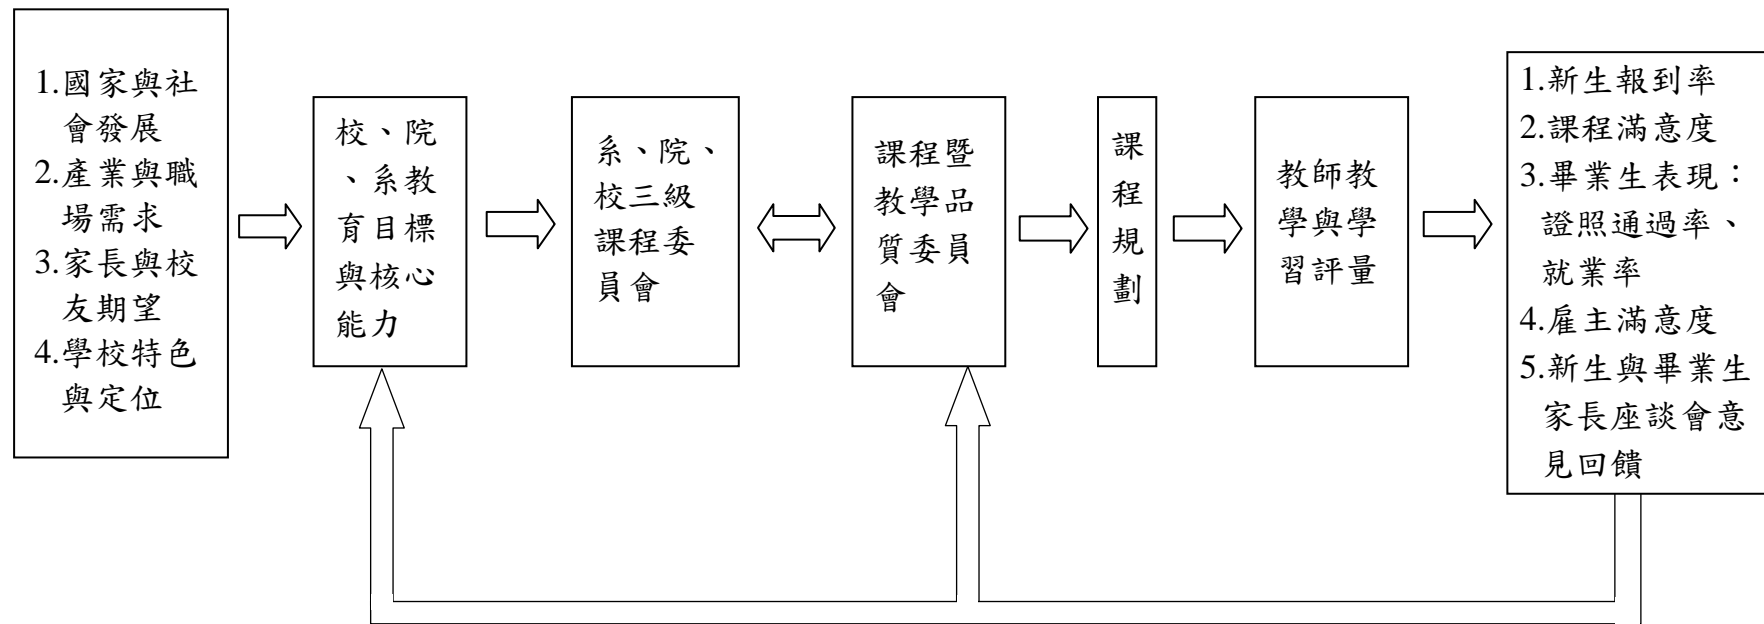 1.國家與社
會發展
2.產業與職
場需求
3.家長與校
友期望
4.學校特色
與定位
校、院
、系教
育目標
與核心
能力
系、院、
校三級
課程委
員會
課程暨
教學品
質委員
會
課
程
規
劃
教師教
學與學
習評量
1.新生報到率
2.課程滿意度
3.畢業生表現：
證照通過率、
就業率
4.雇主滿意度
5.新生與畢業生
家長座談會意
見回饋